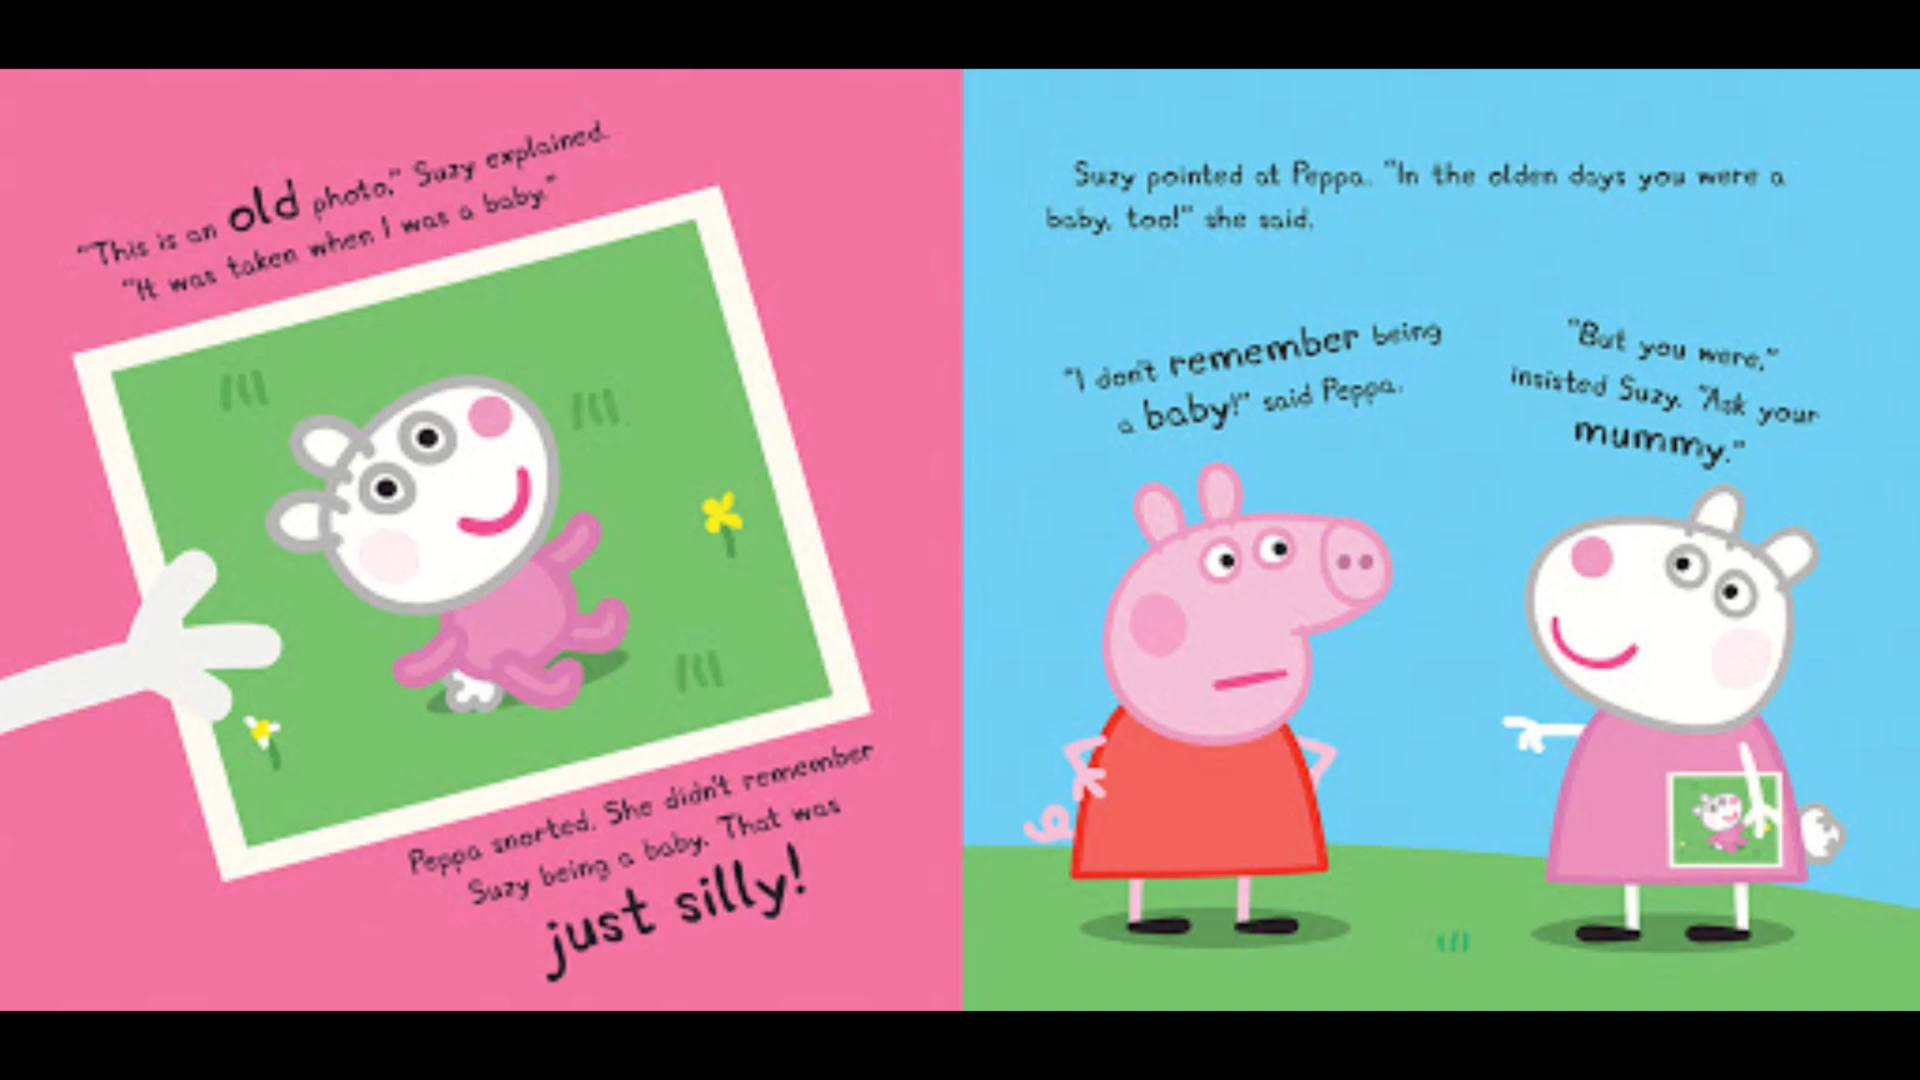 "This is an old photo," Suzy explained.
"It was taken when I was a baby."
Peppa snorted. She didn't remember
Suzy being a baby. That was
just silly!
Suzy pointed at Peppa. "In the olden days you were a
baby, too!" she said.
"I don't remember being
a baby!" said Peppa.
"But you were,"
insisted Suzy. "Ask your
mummy."